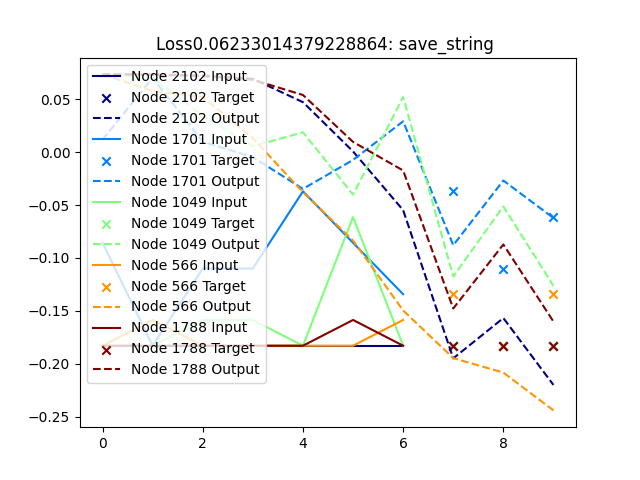 Loss0.06233014379228864: save_string
Node 2102 Input
Node 2102 Target
Node 2102 Output
Node 1701 Input
Node 1701 Target
Node 1701 Output
Node 1049 Input
Node 1049 Target
Node 1049 Output
Node 566 Input
Node 566 Target
Node 566 Output
Node 1788 Input
Node 1788 Target
Node 1788 Output
0.05
0.00
−0.05
−0.10
−0.15
−0.20
−0.25
0 2 4 6 8